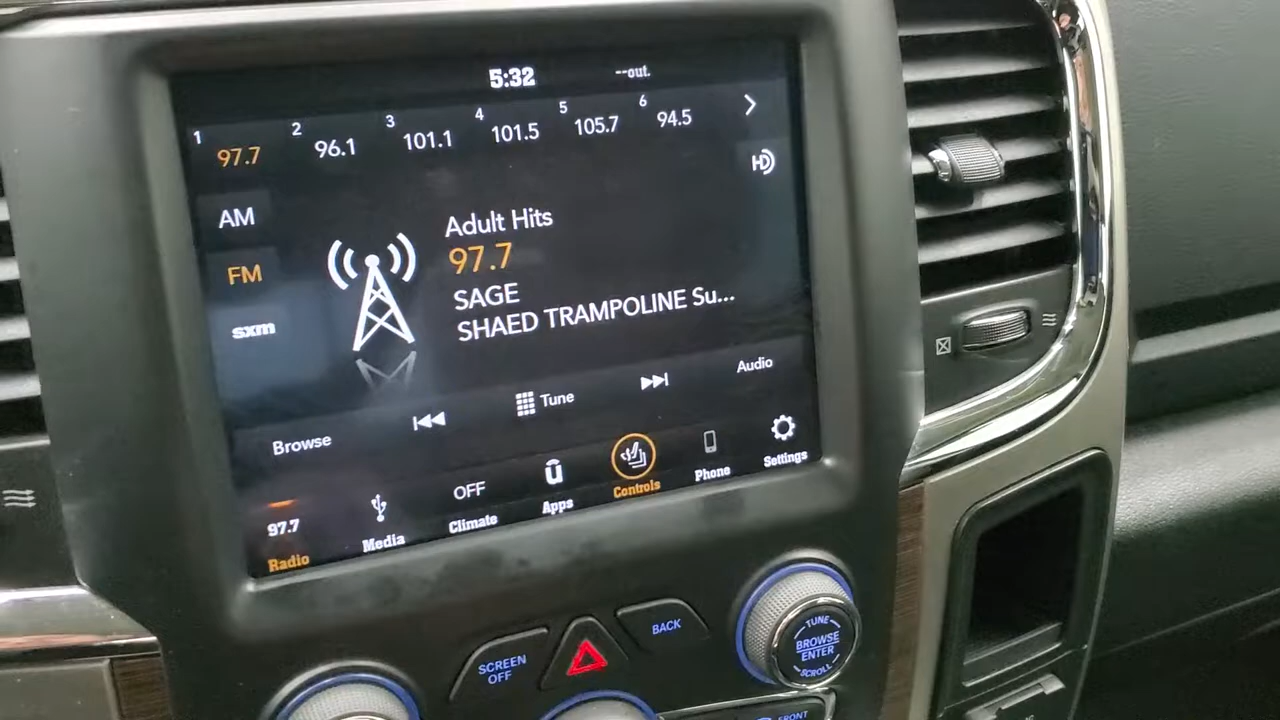 5:32 --out.
1 97.7 2 96.1 3 101.1 4 101.5 5 105.7 6 94.5
HD
AM
FM
sxm
Adult Hits
97.7
SAGE
SHAED TRAMPOLINE Su...
Browse Tune Audio
97.7 OFF
Radio Media Climate Apps Controls Phone Settings
SCREEN
OFF
BACK
TUNE
BROWSE
ENTER
SCROLL
FRONT